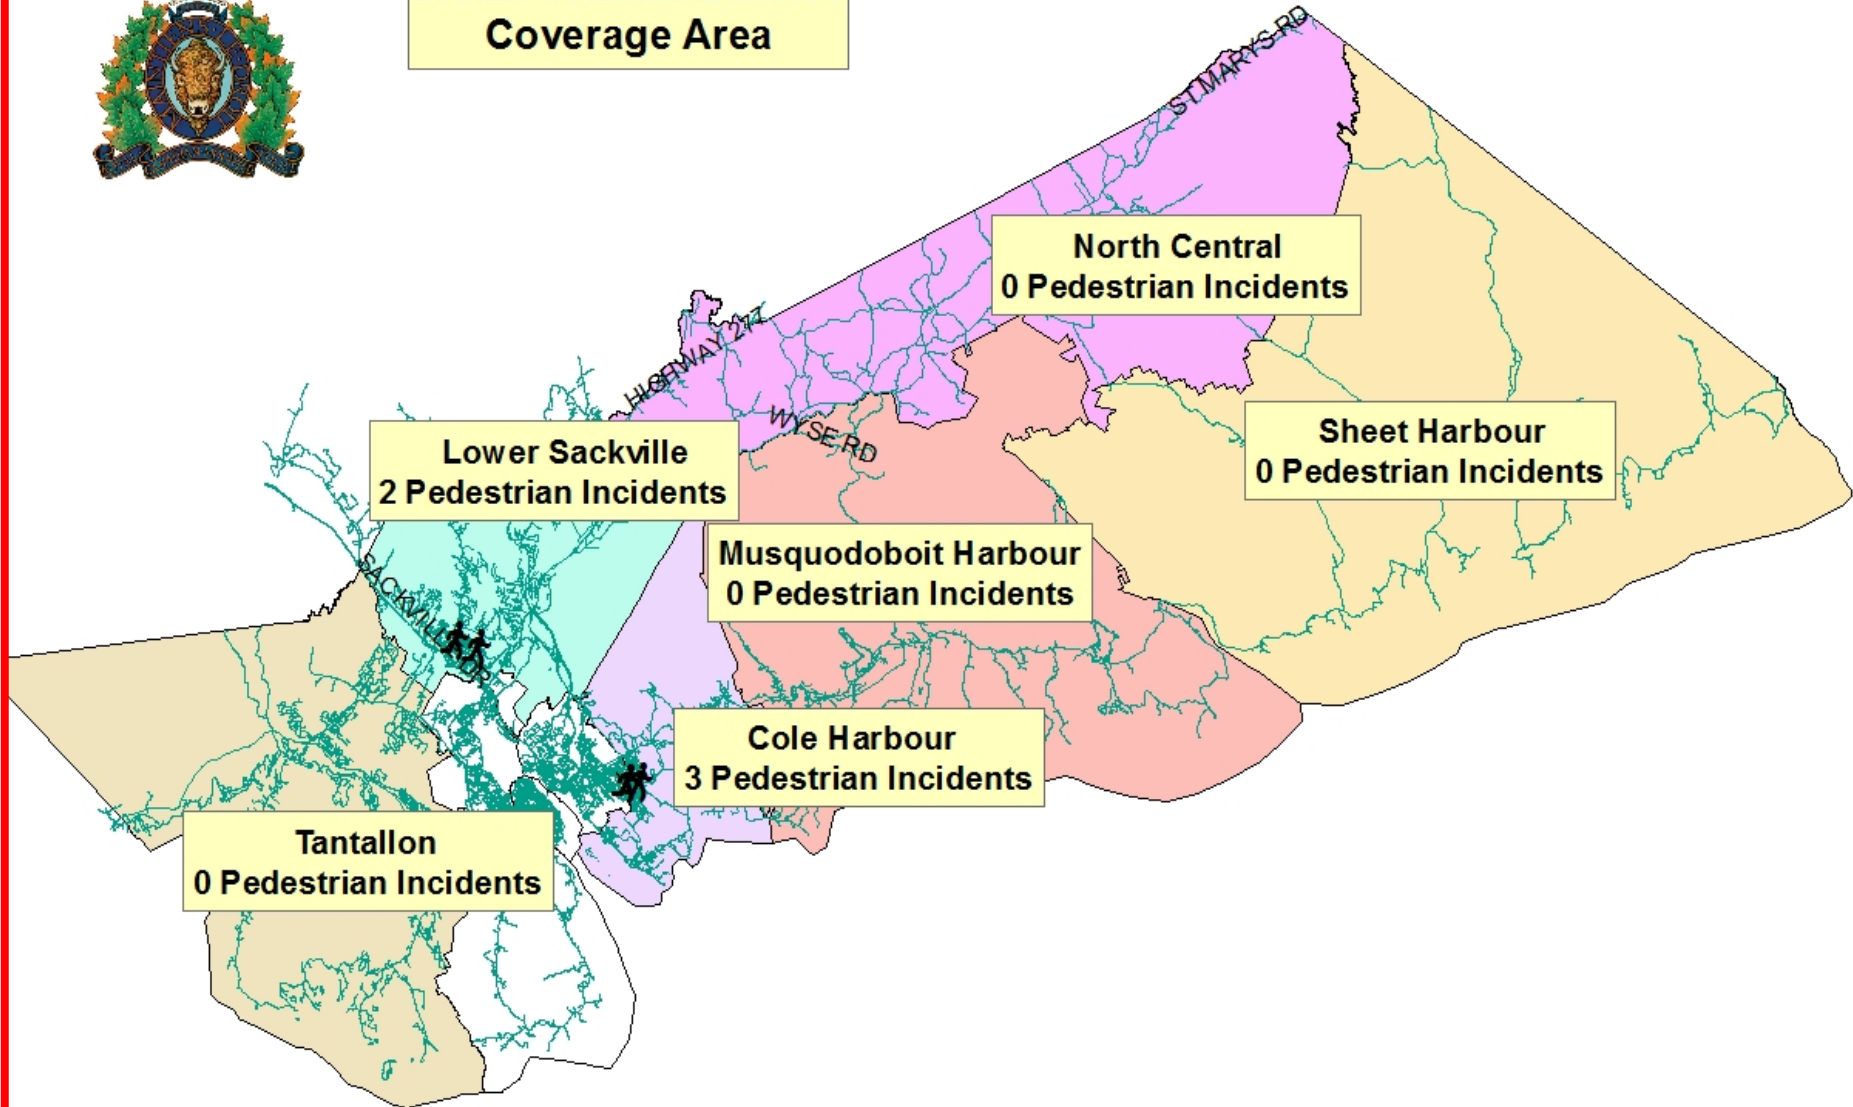 Coverage Area
ST.MARYS RD
North Central
0 Pedestrian Incidents
HIGHWAY 277
WYSE RD
Sheet Harbour
0 Pedestrian Incidents
Lower Sackville
2 Pedestrian Incidents
Musquodoboit Harbour
0 Pedestrian Incidents
SACKVILLE DR
Cole Harbour
3 Pedestrian Incidents
Tantallon
0 Pedestrian Incidents